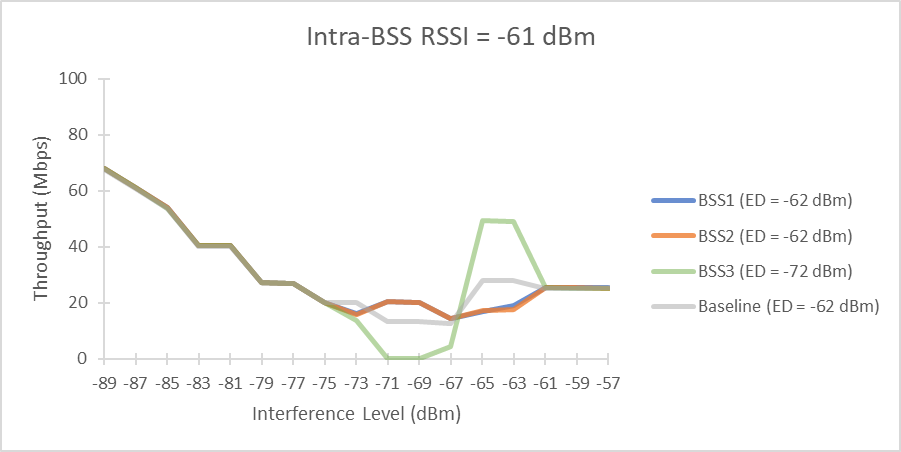 Intra-BSS RSSI = -61 dBm
100
80
60
40
20
0
Throughput (Mbps)
-89 -87 -85 -83 -81 -79 -77 -75 -73 -71 -69 -67 -65 -63 -61 -59 -57
Interference Level (dBm)
BSS1 (ED = -62 dBm)
BSS2 (ED = -62 dBm)
BSS3 (ED = -72 dBm)
Baseline (ED = -62 dBm)